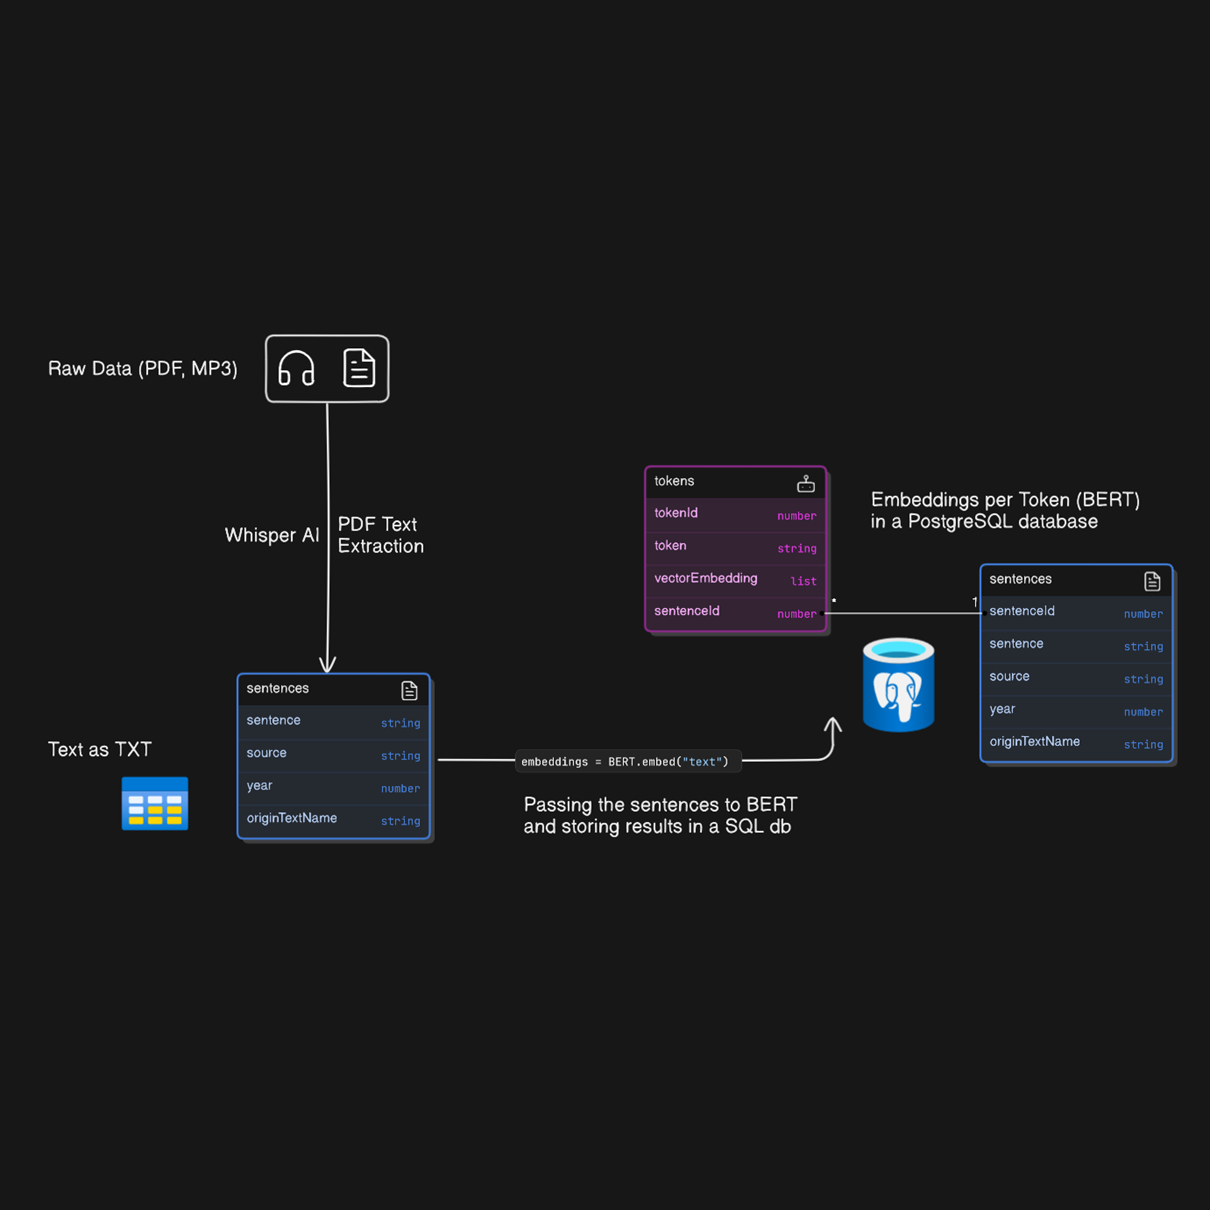 Raw Data (PDF, MP3)
Whisper AI
PDF Text
Extraction
Text as TXT
sentences
sentence string
source string
year number
originTextName string
embeddings = BERT.embed("text")
Passing the sentences to BERT
and storing results in a SQL db
tokens
tokenId number
token string
vectorEmbedding list
sentenceId number
Embeddings per Token (BERT)
in a PostgreSQL database
1
sentences
sentenceId number
sentence string
source string
year number
originTextName string